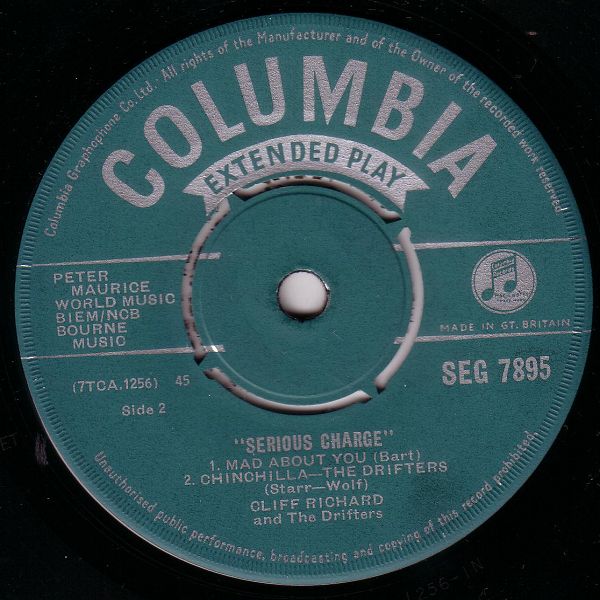 Columbia Graphophone Co. Ltd. All rights of the Manufacturer and of the Owner of the recorded work reserved
COLUMBIA
EXTENDED PLAY
PETER
MAURICE
WORLD MUSIC
BIEM/NCB
BOURNE
MUSIC
MADE IN GT. BRITAIN
(7TCA.1256) 45
SEG 7895
Side 2
"SERIOUS CHARGE"
1. MAD ABOUT YOU (Bart)
2. CHINCHILLA—THE DRIFTERS
(Starr—Wolf)
CLIFF RICHARD
and The Drifters
Unauthorised public performance, broadcasting and copying of this record prohibited.